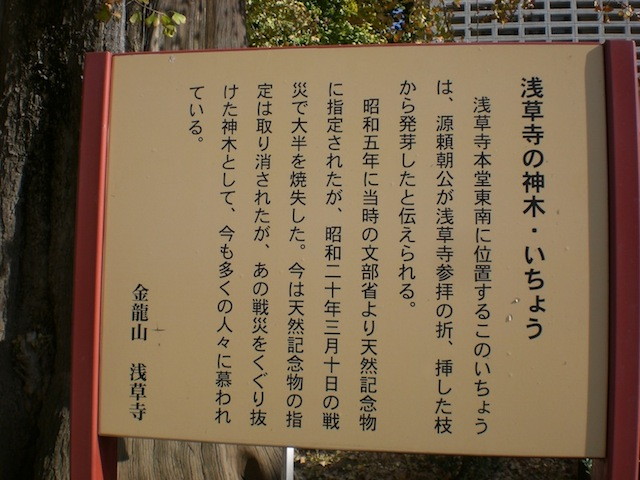 浅草寺の神木・いちょう
浅草寺本堂東南に位置するこのいちょう
は、源頼朝公が浅草寺参拝の折、挿した枝
から発芽したと伝えられる。
昭和五年に当時の文部省より天然記念物
に指定されたが、昭和二十年三月十日の戦
災で大半を焼失した。今は天然記念物の指
定は取り消されたが、あの戦災をくぐり抜
けた神木として、今も多くの人々に慕われ
ている。
金龍山 浅草寺